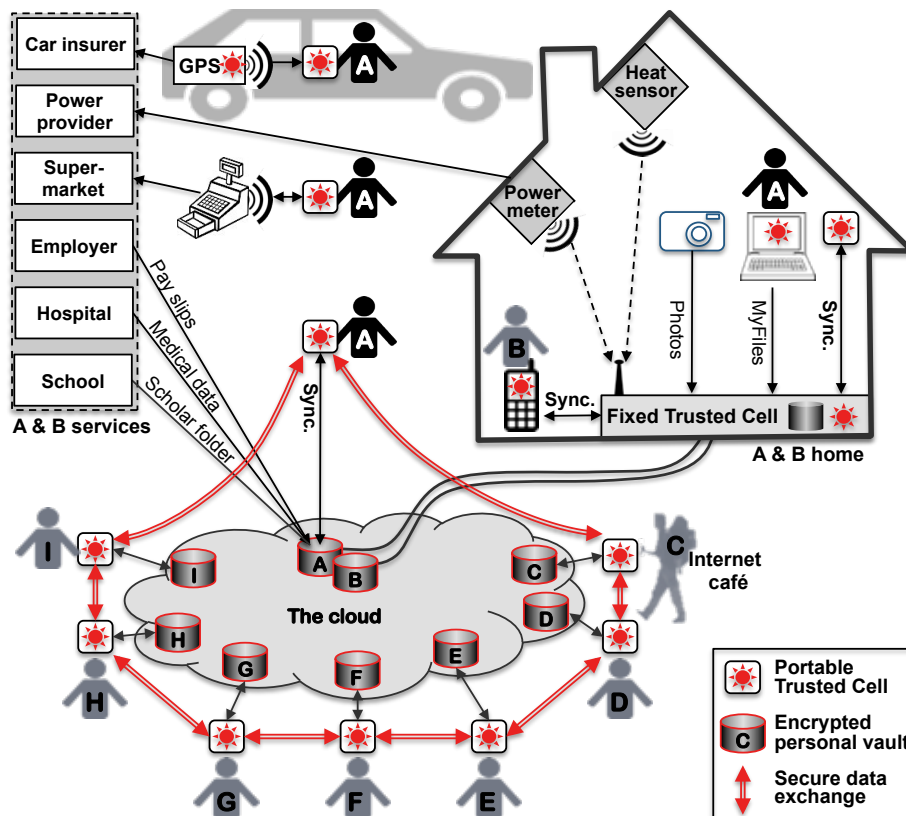 Car insurer
Power
provider
Super-
market
Employer
Hospital
School
A & B services
GPS
A
A
Pay slips
Medical data
Scholar folder
A
Sync.
Heat
sensor
Power
meter
A
Photos
MyFiles
Sync.
B
Sync.
Fixed Trusted Cell
A & B home
I
I
A
B
The cloud
C
C
Internet
café
D
D
H
H
G
G
F
F
E
E
Portable
Trusted Cell
C
Encrypted
personal vault
Secure data
exchange